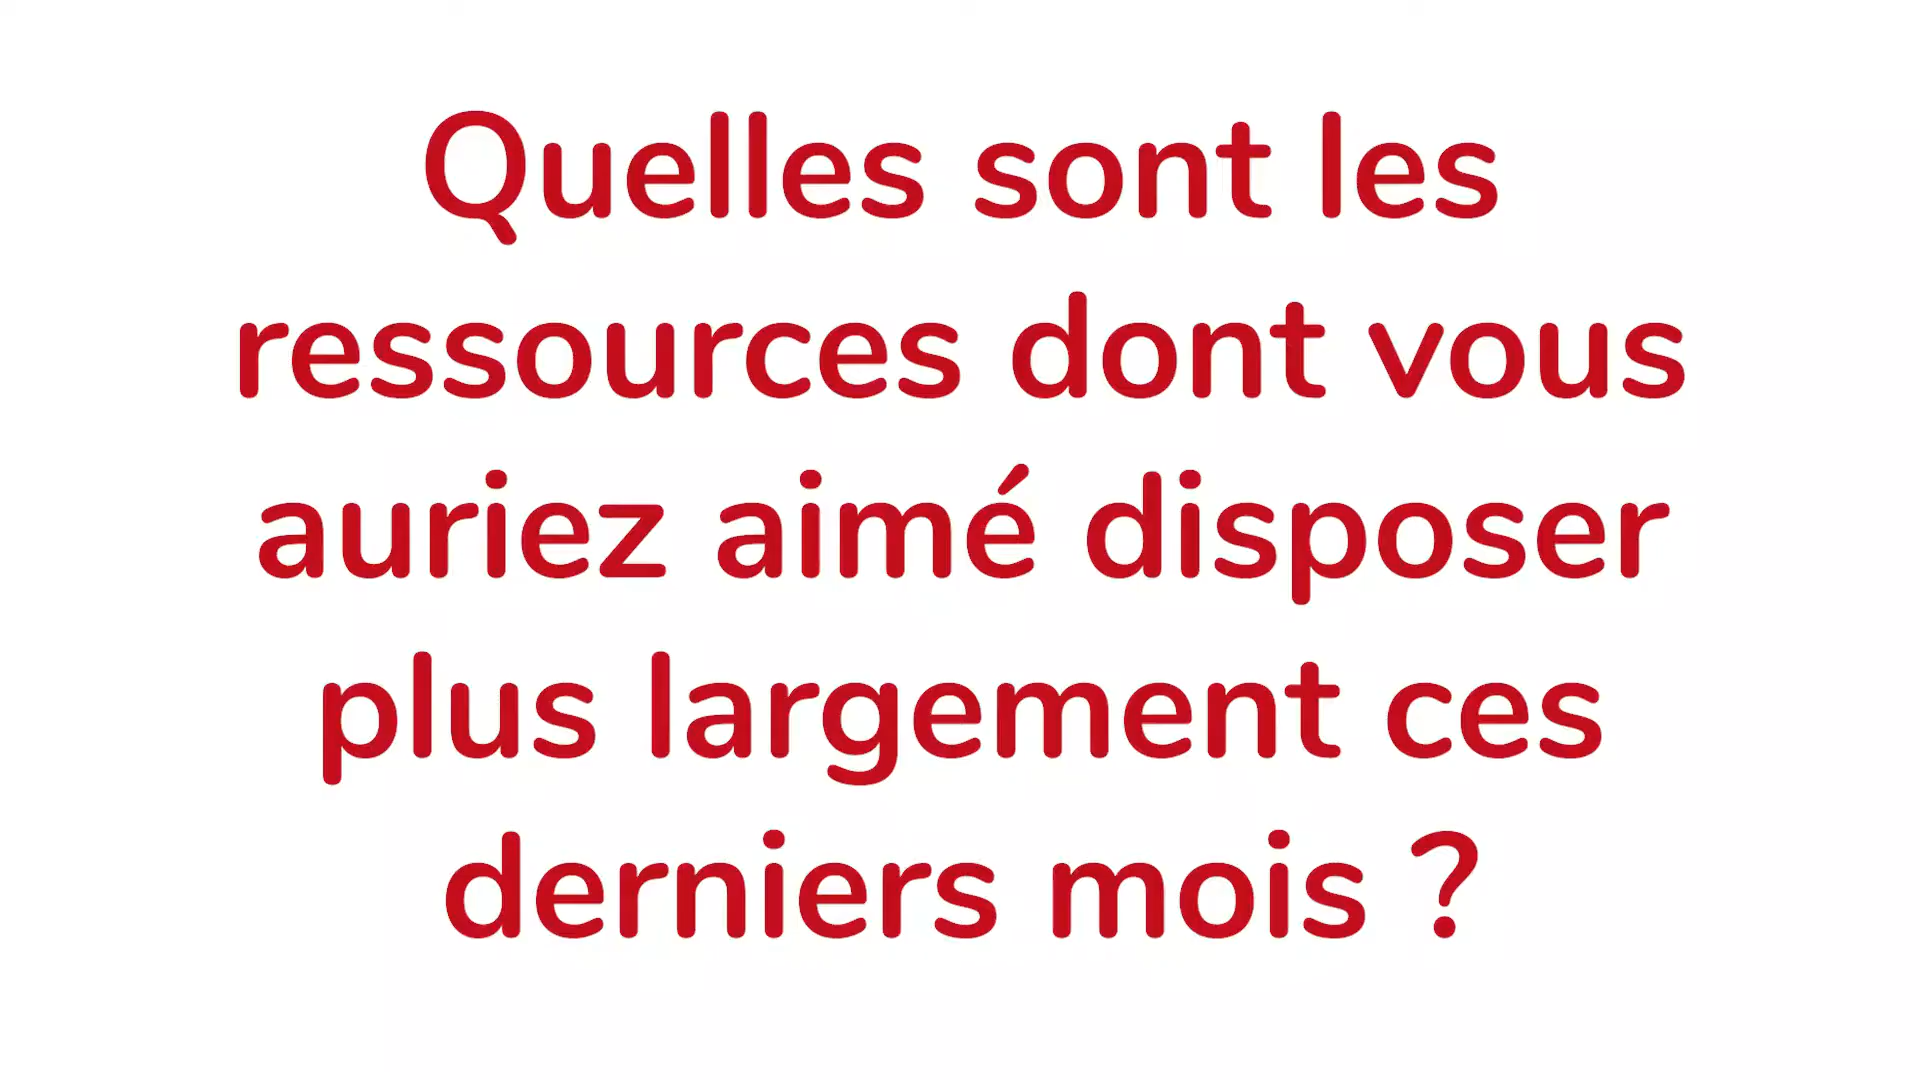 Quelles sont les
ressources dont vous
auriez aimé disposer
plus largement ces
derniers mois ?